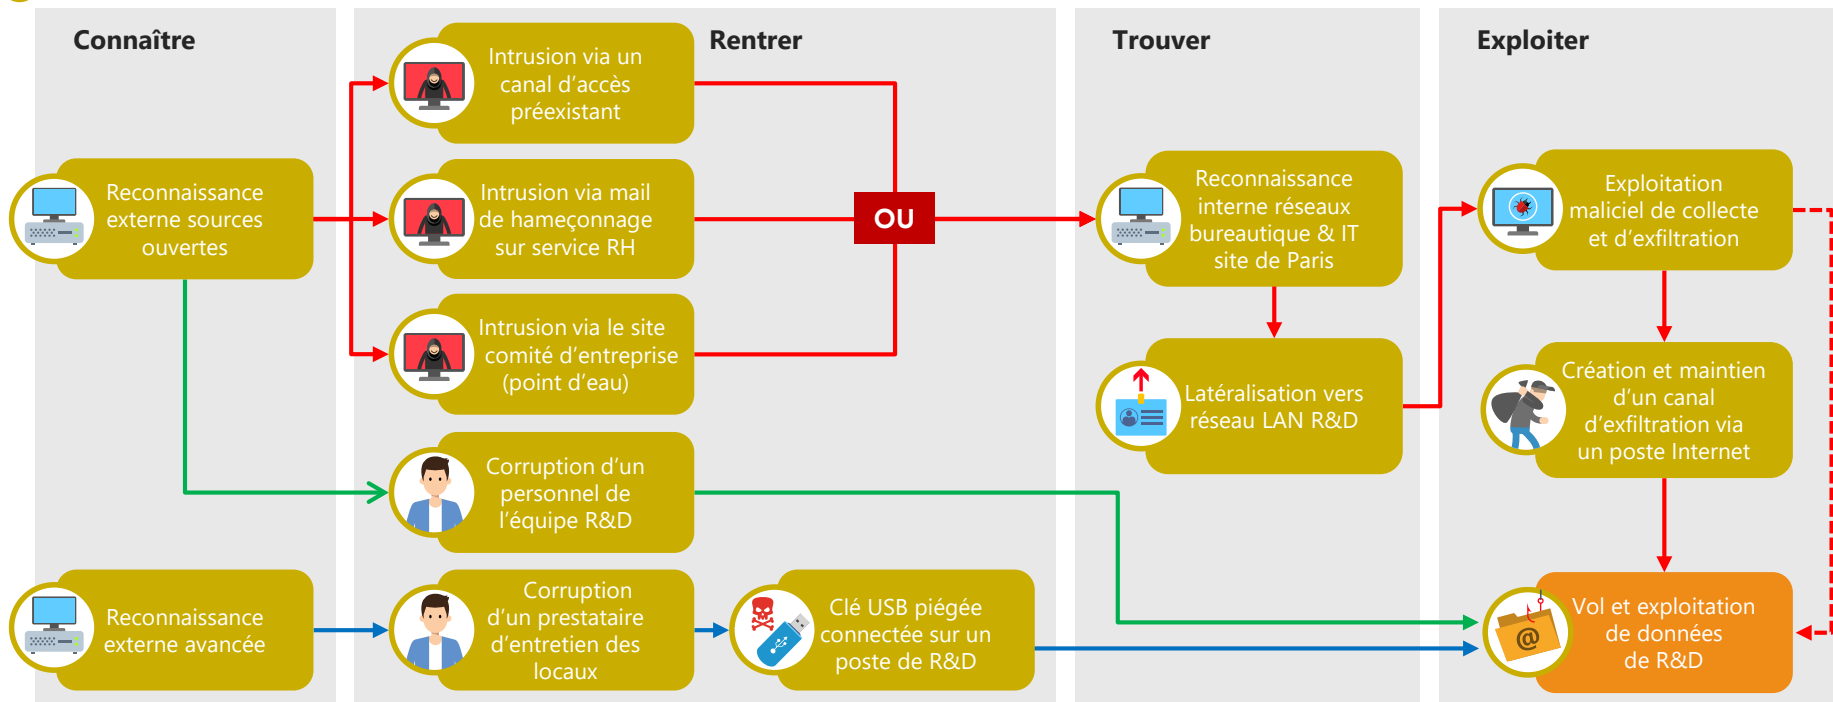 Connaître
Rentrer
Trouver
Exploiter
Reconnaissance
externe sources
ouvertes
Intrusion via un
canal d'accès
préexistant
Intrusion via mail
de hameçonnage
sur service RH
Intrusion via le site
comité d'entreprise
(point d'eau)
OU
Reconnaissance
interne réseaux
bureautique & IT
site de Paris
Latéralisation vers
réseau LAN R&D
Exploitation
maliciel de collecte
et d'exfiltration
Création et maintien
d'un canal
d'exfiltration via
un poste Internet
Corruption d'un
personnel de
l'équipe R&D
Reconnaissance
externe avancée
Corruption
d'un prestataire
d'entretien des
locaux
Clé USB piégée
connectée sur un
poste de R&D
@
Vol et exploitation
de données
de R&D